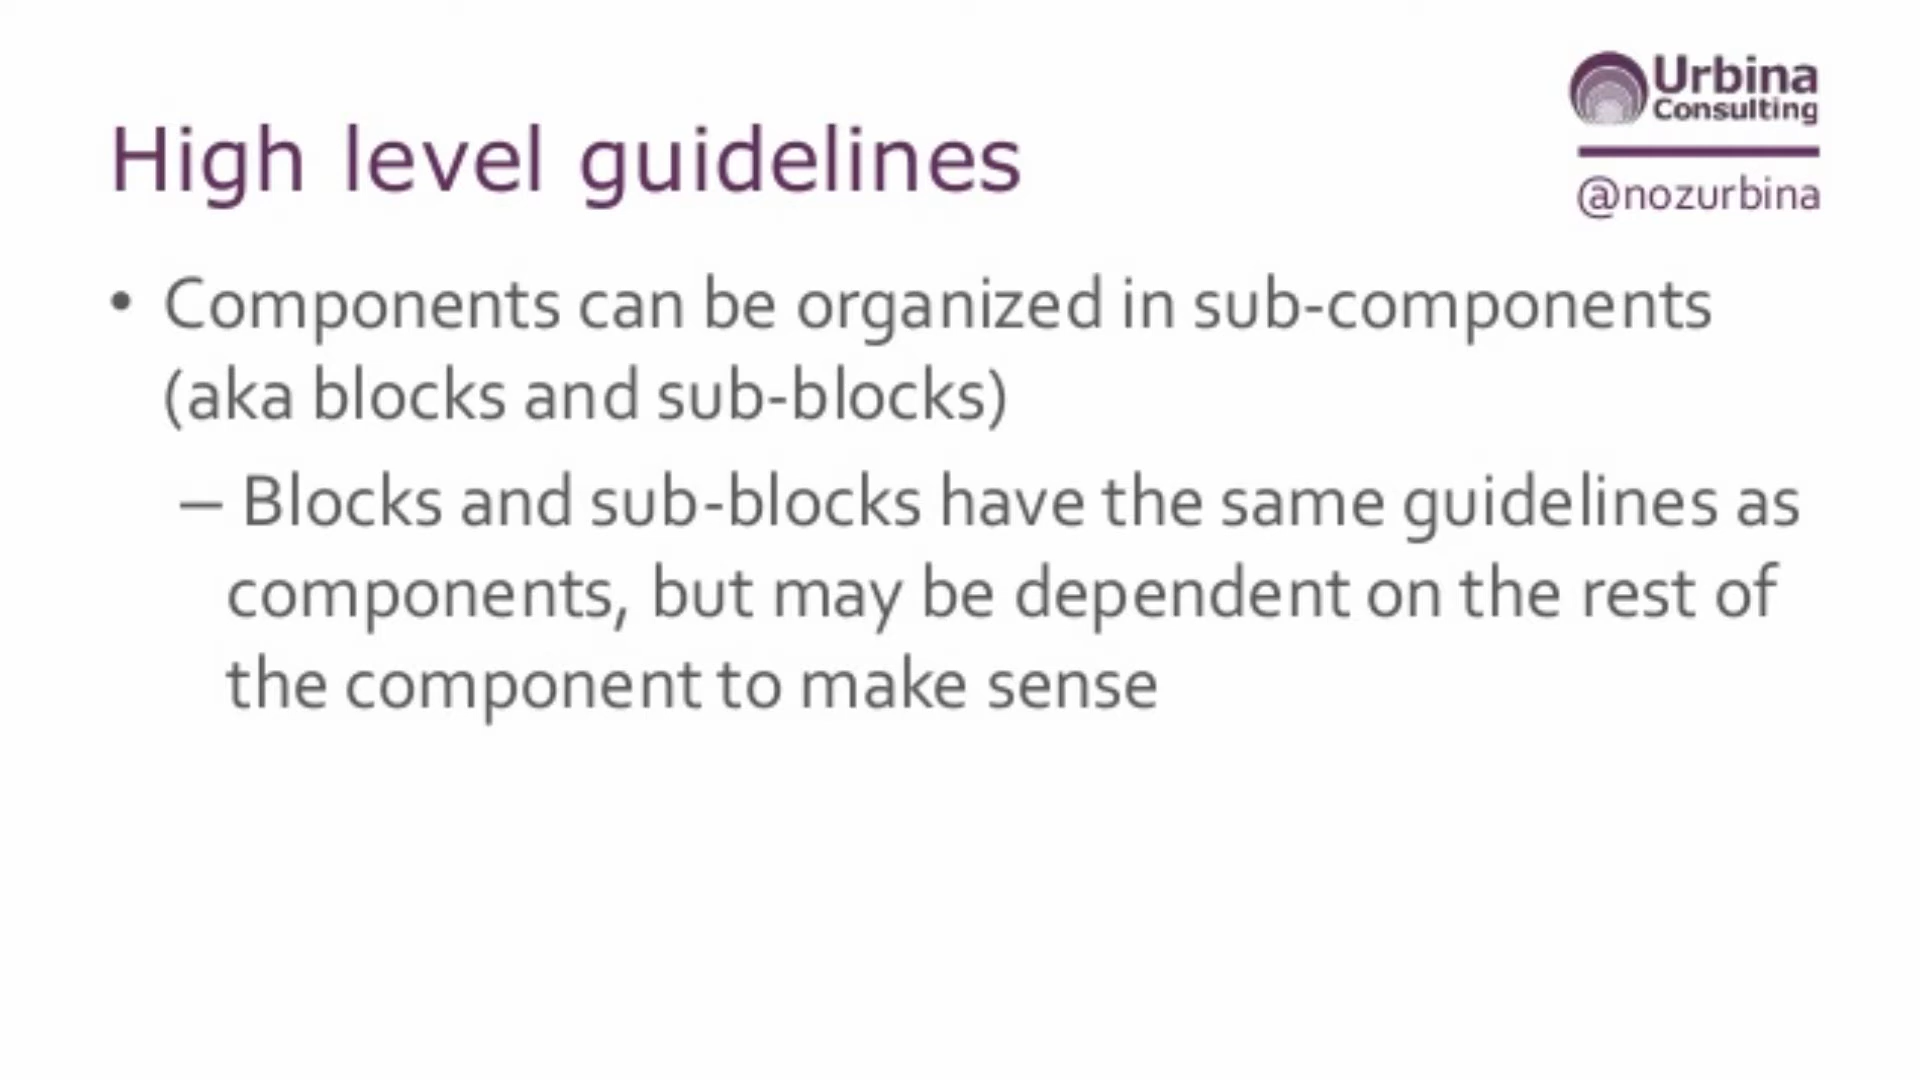 Urbina
Consulting
@nozurbina
High level guidelines
• Components can be organized in sub-components
(aka blocks and sub-blocks)
– Blocks and sub-blocks have the same guidelines as
components, but may be dependent on the rest of
the component to make sense